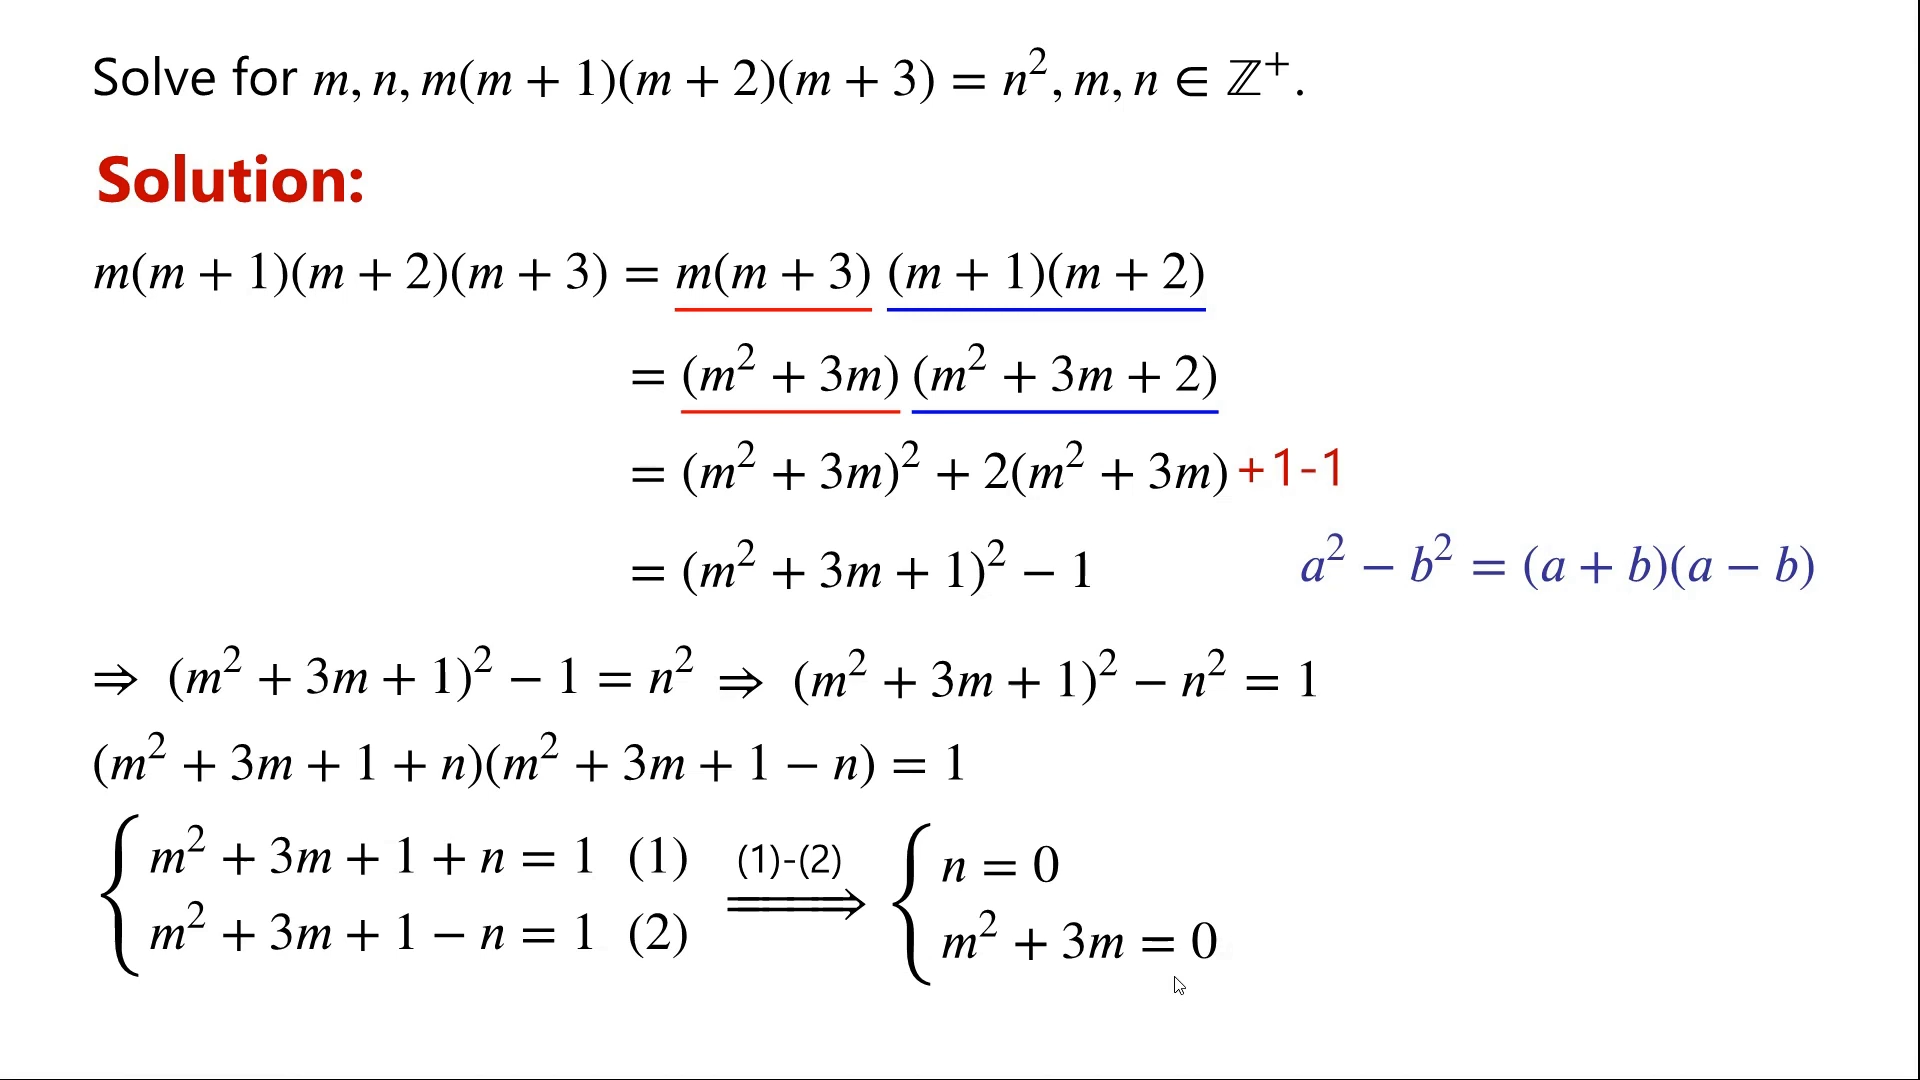 Solve for m, n, m(m + 1)(m + 2)(m + 3) = n², m, n ∈ ℤ⁺.
Solution:
m(m + 1)(m + 2)(m + 3) = m(m + 3) (m + 1)(m + 2)
= (m² + 3m) (m² + 3m + 2)
= (m² + 3m)² + 2(m² + 3m) +1-1
= (m² + 3m + 1)² − 1
a² − b² = (a + b)(a − b)
⇒ (m² + 3m + 1)² − 1 = n² ⇒ (m² + 3m + 1)² − n² = 1
(m² + 3m + 1 + n)(m² + 3m + 1 − n) = 1
m² + 3m + 1 + n = 1 (1)
m² + 3m + 1 − n = 1 (2)
(1)-(2)
n = 0
m² + 3m = 0